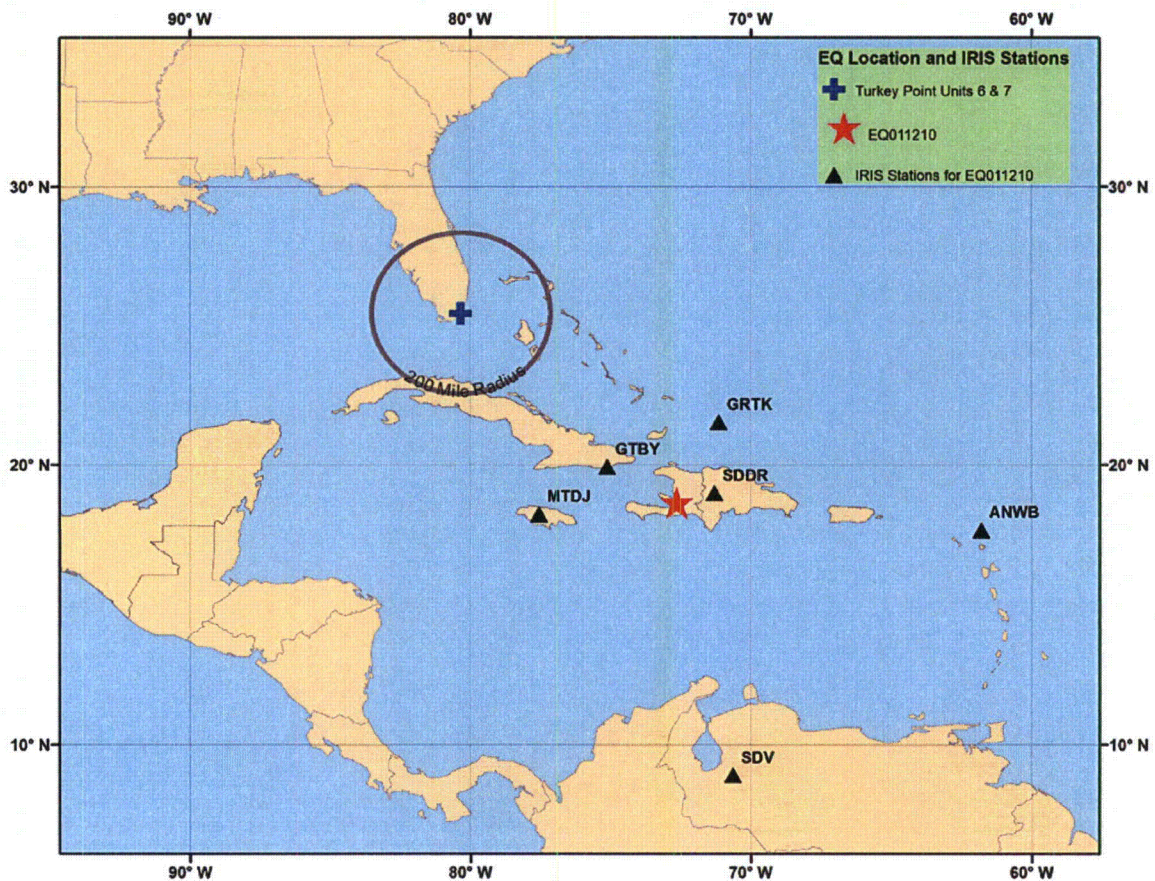 90° W 80° W 70° W 60° W
EQ Location and IRIS Stations
Turkey Point Units 6 & 7
EQ011210
IRIS Stations for EQ011210
30° N 30° N
200 Mile Radius
GRTK
GTBY
20° N 20° N
SDDR
MTDJ
ANWB
10° N 10° N
SDV
90° W 80° W 70° W 60° W